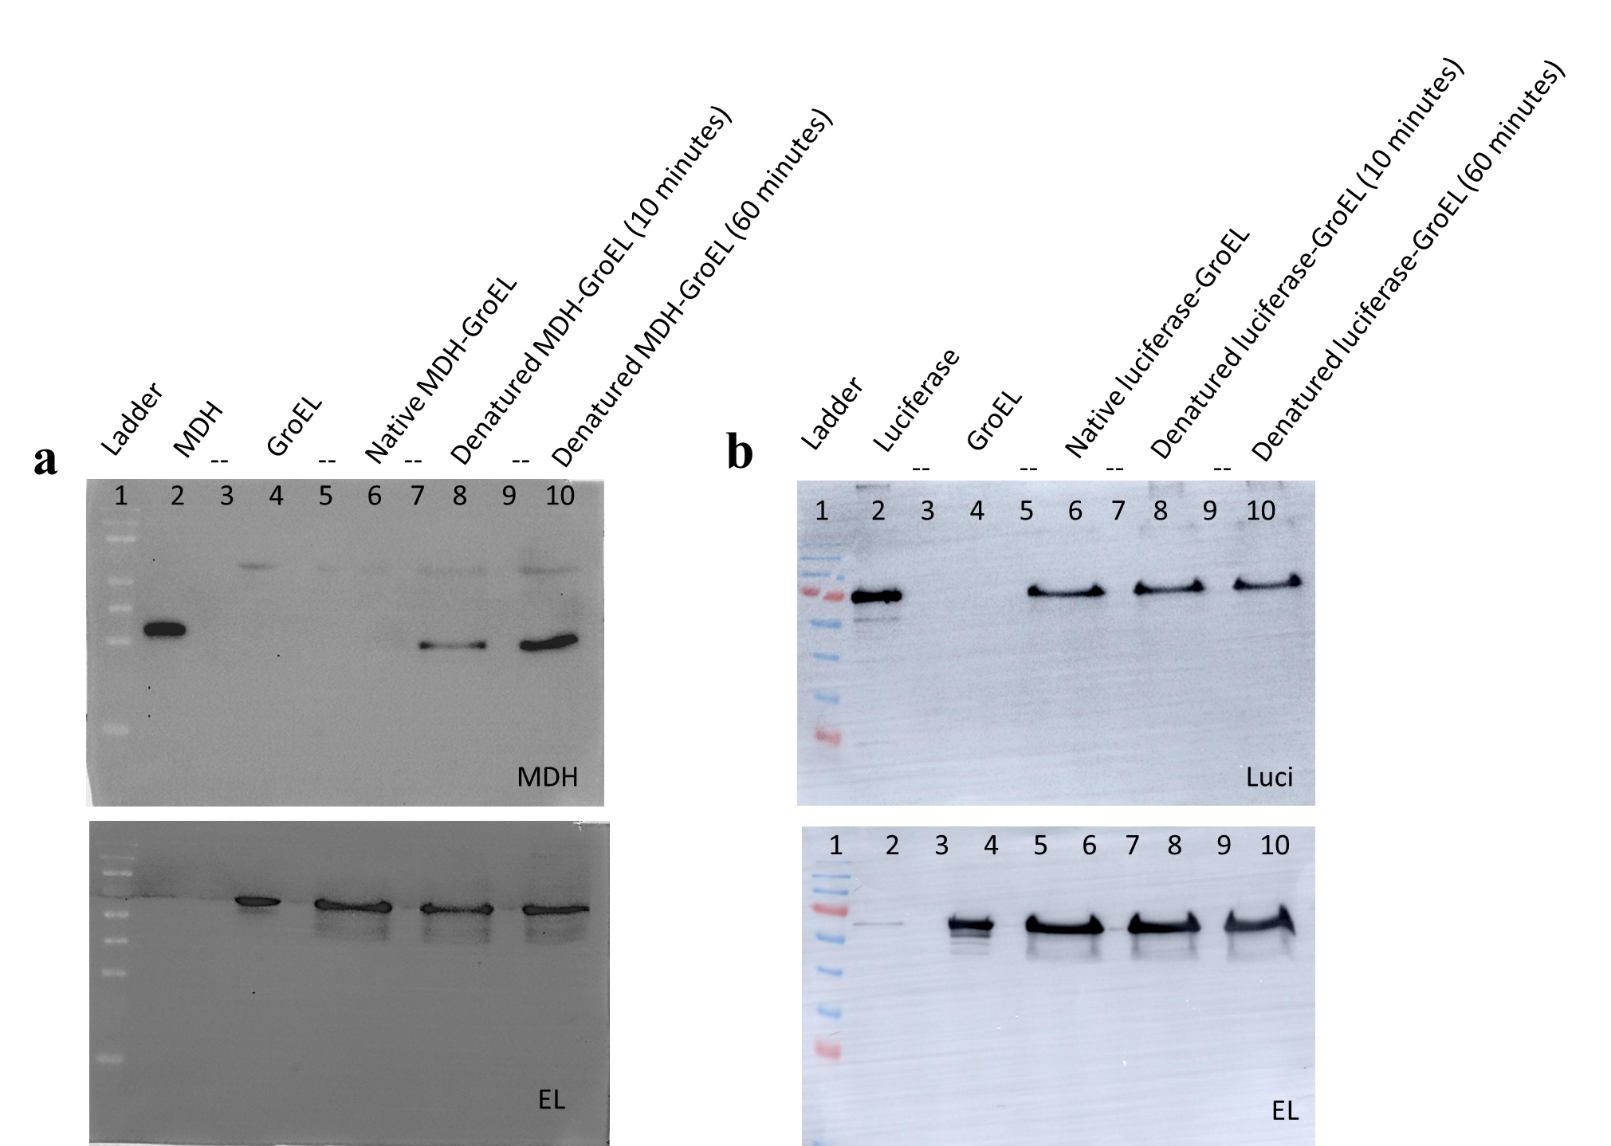 a
Ladder
MDH
--
GroEL
--
Native MDH-GroEL
--
Denatured MDH-GroEL (10 minutes)
--
Denatured MDH-GroEL (60 minutes)
1 2 3 4 5 6 7 8 9 10
MDH
EL
b
Ladder
Luciferase
--
GroEL
--
Native luciferase-GroEL
--
Denatured luciferase-GroEL (10 minutes)
--
Denatured luciferase-GroEL (60 minutes)
1 2 3 4 5 6 7 8 9 10
Luci
1 2 3 4 5 6 7 8 9 10
EL